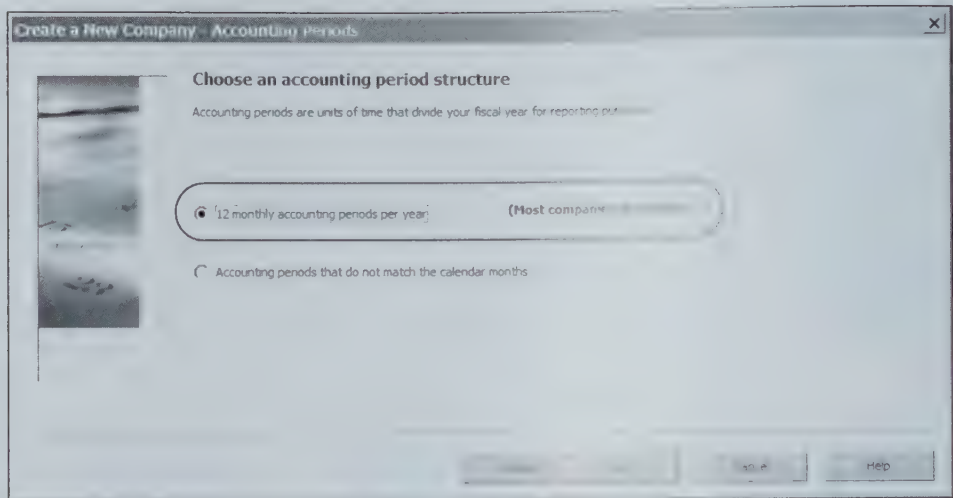 Create a New Company - Accounting Periods
Choose an accounting period structure
Accounting periods are units of time that divide your fiscal year for reporting
12 monthly accounting periods per year
(Most company
Accounting periods that do not match the calendar months
Help